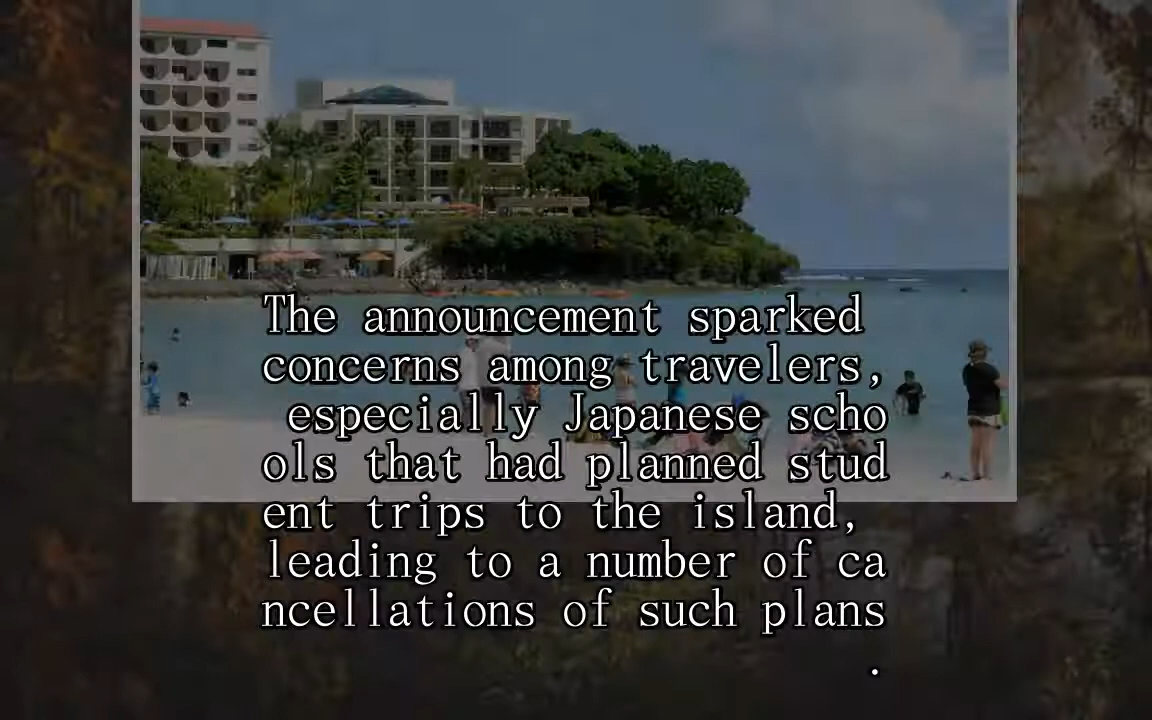 The announcement sparked
concerns among travelers,
especially Japanese scho
ols that had planned stud
ent trips to the island,
leading to a number of ca
ncellations of such plans
.